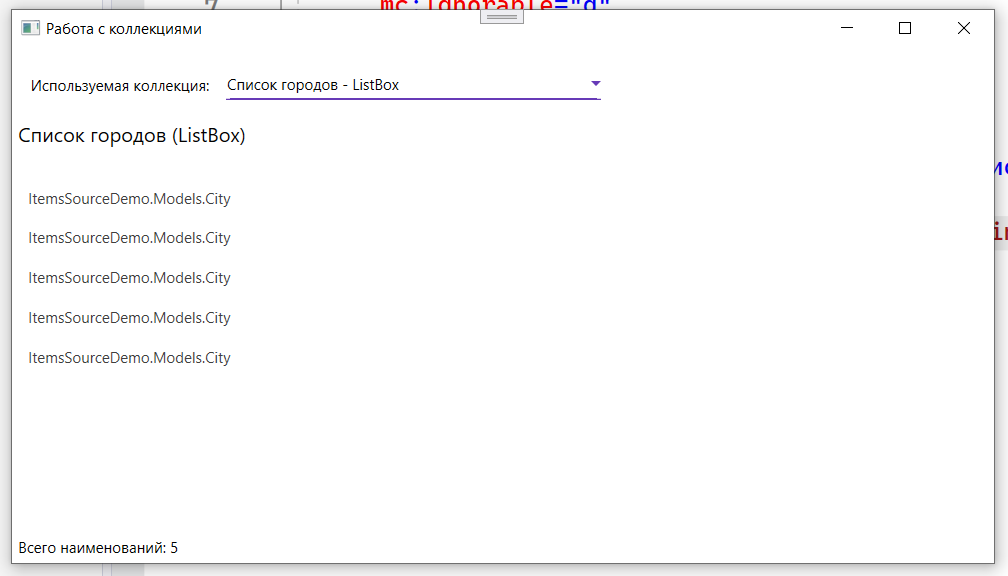 7
mc:Ignorable="d"
Работа с коллекциями
Используемая коллекция: Список городов - ListBox
Список городов (ListBox)
ItemsSourceDemo.Models.City
ItemsSourceDemo.Models.City
ItemsSourceDemo.Models.City
ItemsSourceDemo.Models.City
ItemsSourceDemo.Models.City
Всего наименований: 5